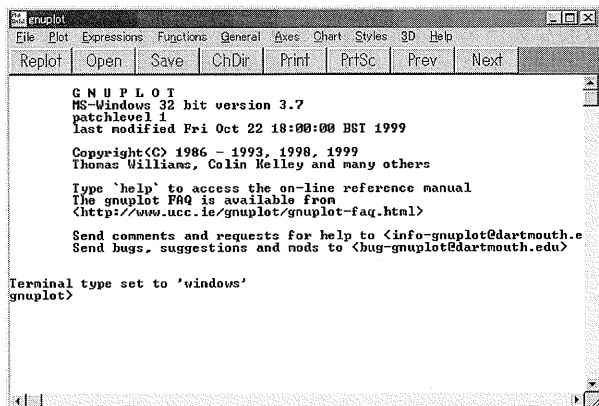 gnuplot
File Plot Expressions Functions General Axes Chart Styles 3D Help
Replot Open Save ChDir Print PrtSc Prev Next
G N U P L O T
MS-Windows 32 bit version 3.7
patchlevel 1
last modified Fri Oct 22 18:00:00 BST 1999
Copyright(C) 1986 - 1993, 1998, 1999
Thomas Williams, Colin Kelley and many others
Type `help` to access the on-line reference manual
The gnuplot FAQ is available from
<http://www.ucc.ie/gnuplot/gnuplot-faq.html>
Send comments and requests for help to <info-gnuplot@dartmouth.e
Send bugs, suggestions and mods to <bug-gnuplot@dartmouth.edu>
Terminal type set to 'windows'
gnuplot>